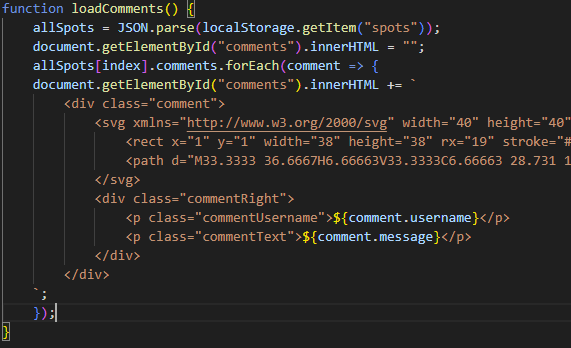 function loadComments() {
    allSpots = JSON.parse(localStorage.getItem("spots"));
    document.getElementById("comments").innerHTML = "";
    allSpots[index].comments.forEach(comment => {
    document.getElementById("comments").innerHTML += `
        <div class="comment">
            <svg xmlns="http://www.w3.org/2000/svg" width="40" height="40"
                <rect x="1" y="1" width="38" height="38" rx="19" stroke="#
                <path d="M33.3333 36.6667H6.66663V33.3333C6.66663 28.731 1
            </svg>
            <div class="commentRight">
                <p class="commentUsername">${comment.username}</p>
                <p class="commentText">${comment.message}</p>
            </div>
        </div>
    `;
    });
}